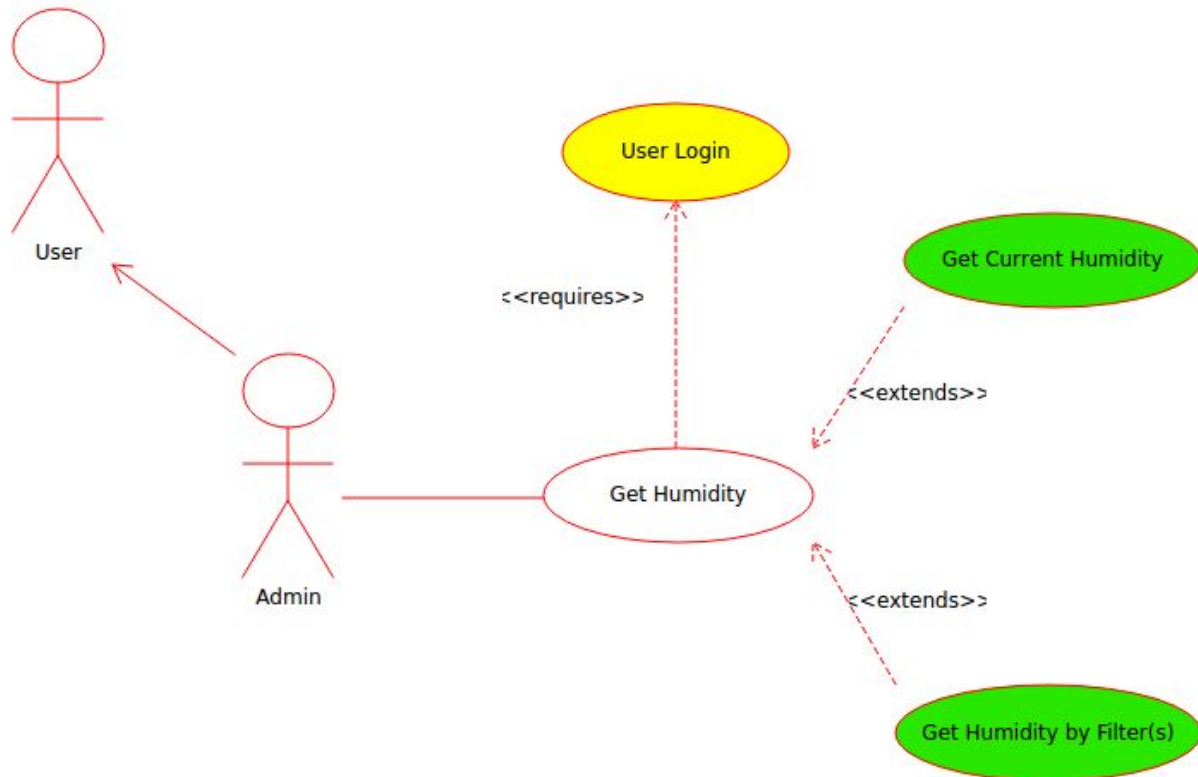 User Login
User
Get Current Humidity
<<requires>>
<<extends>>
Get Humidity
Admin
<<extends>>
Get Humidity by Filter(s)